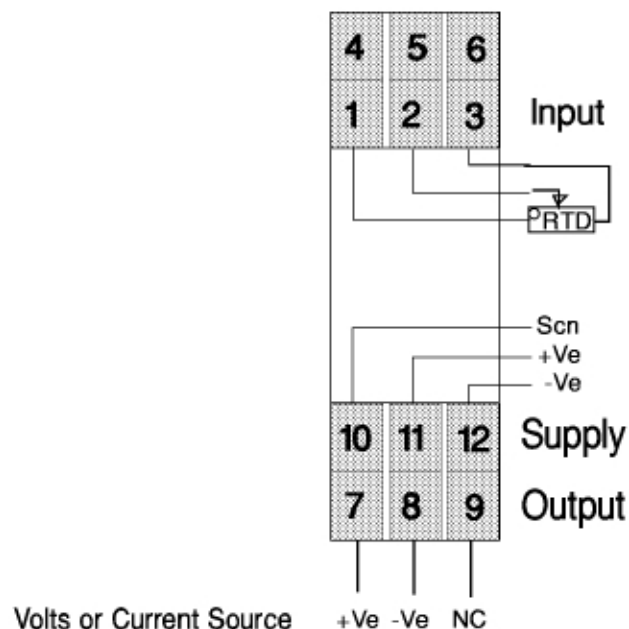 4 5 6
1 2 3 Input
RTD
Scn
+Ve
-Ve
10 11 12 Supply
7 8 9 Output
Volts or Current Source +Ve -Ve NC